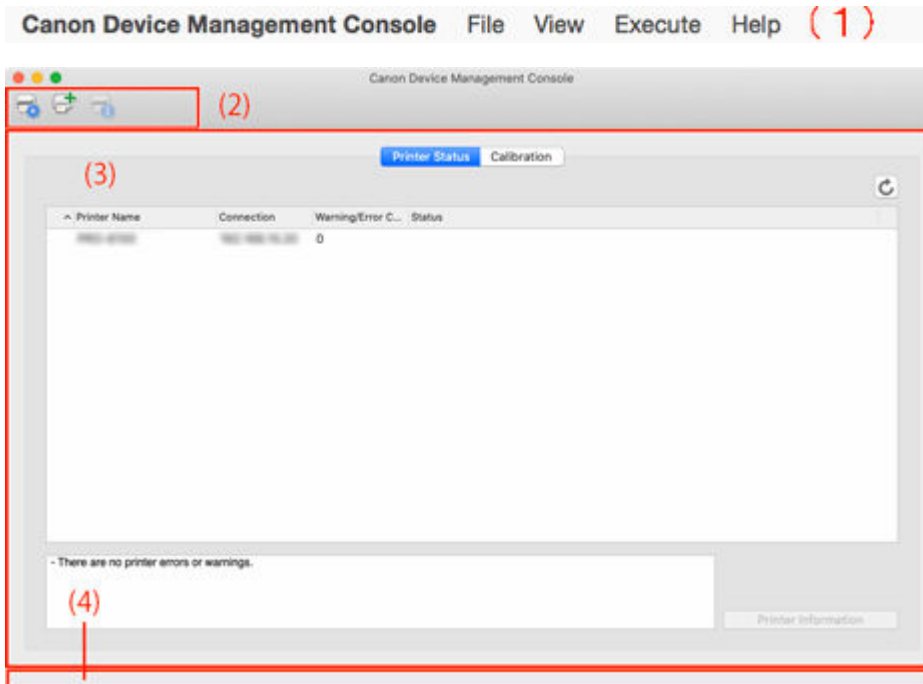 Canon Device Management Console File View Execute Help (1)
Canon Device Management Console
(2)
Printer Status Calibration
(3)
Printer Name Connection Warning/Error C... Status
0
- There are no printer errors or warnings.
(4)
Printer Information